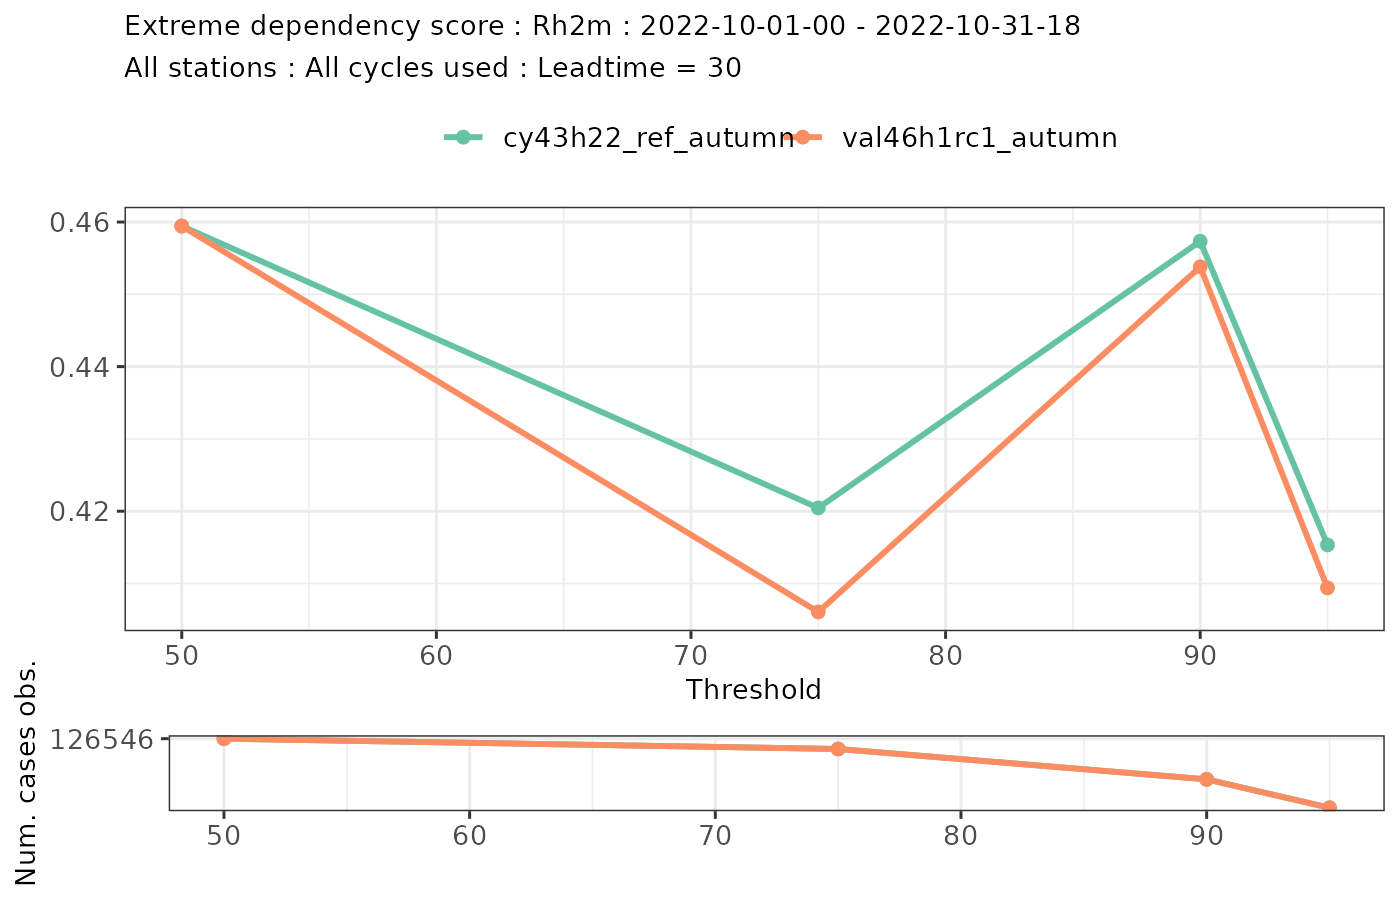 Extreme dependency score : Rh2m : 2022-10-01-00 - 2022-10-31-18
All stations : All cycles used : Leadtime = 30
cy43h22_ref_autumn val46h1rc1_autumn
0.46
0.44
0.42
50 60 70 80 90
Threshold
Num. cases obs.
126546
50 60 70 80 90